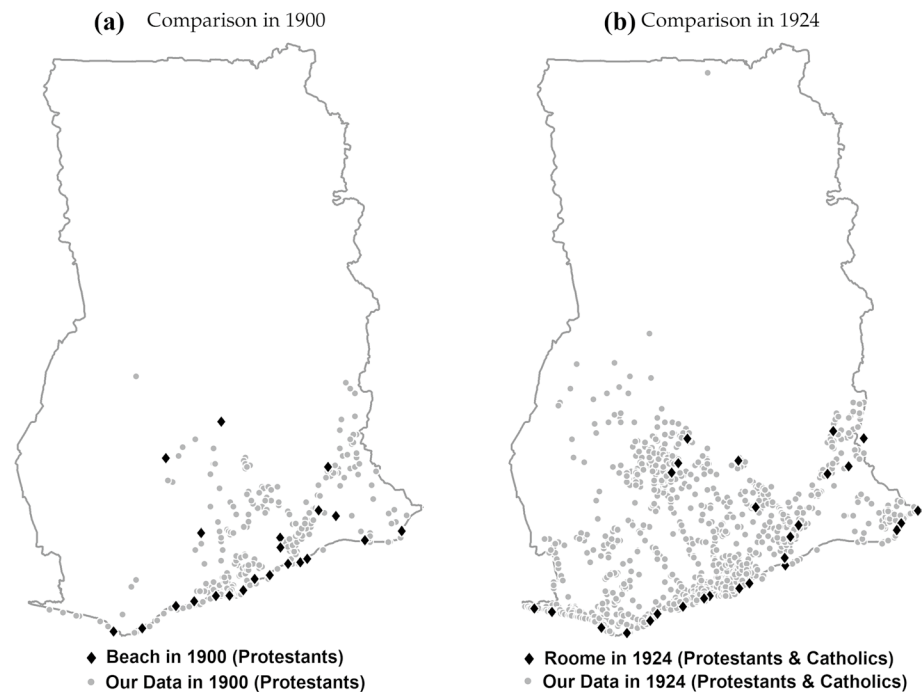 (a) Comparison in 1900
(b) Comparison in 1924
Beach in 1900 (Protestants)
Our Data in 1900 (Protestants)
Roome in 1924 (Protestants & Catholics)
Our Data in 1924 (Protestants & Catholics)